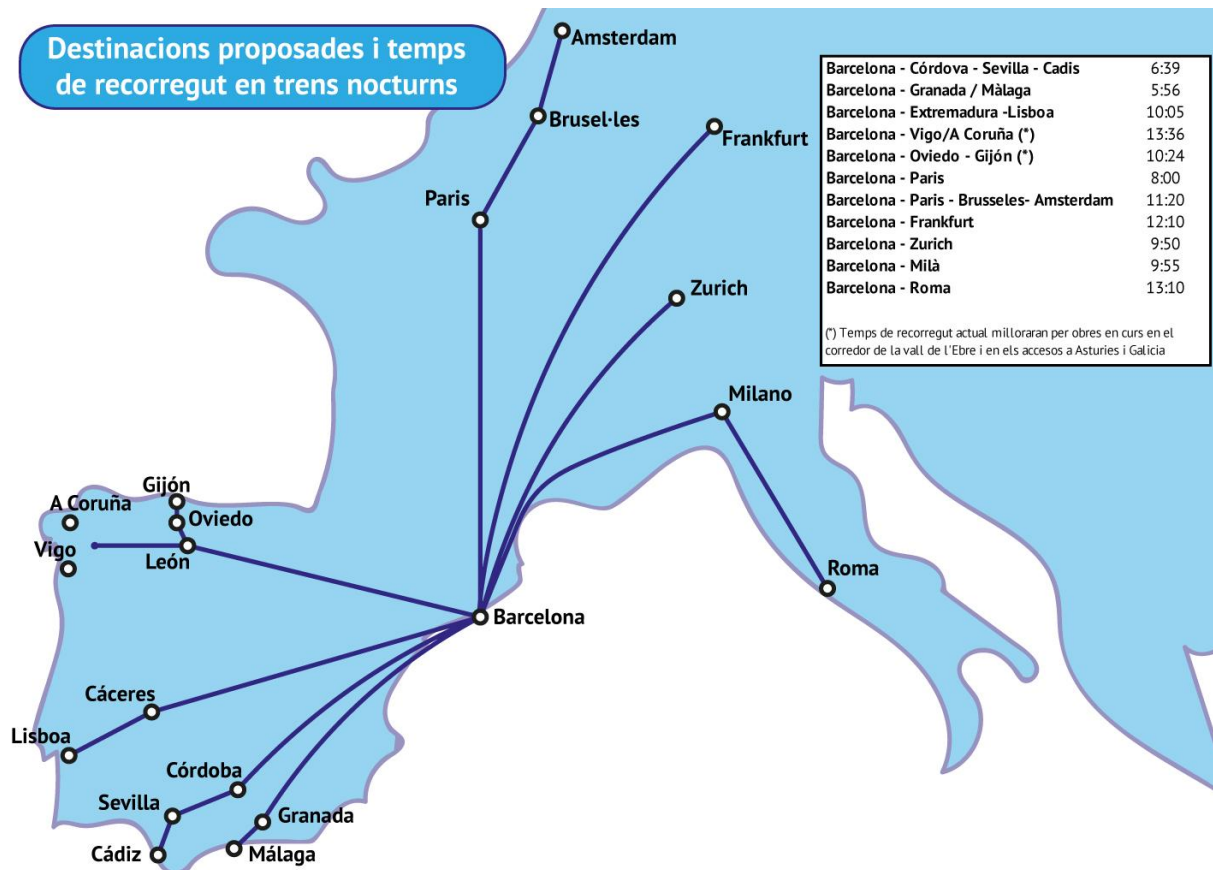 Destinacions proposades i temps
de recorregut en trens nocturns
Barcelona - Córdova - Sevilla - Cadis 6:39
Barcelona - Granada / Màlaga 5:56
Barcelona - Extremadura -Lisboa 10:05
Barcelona - Vigo/A Coruña (*) 13:36
Barcelona - Oviedo - Gijón (*) 10:24
Barcelona - Paris 8:00
Barcelona - Paris - Brusseles- Amsterdam 11:20
Barcelona - Frankfurt 12:10
Barcelona - Zurich 9:50
Barcelona - Milà 9:55
Barcelona - Roma 13:10
(*) Temps de recorregut actual milloraran per obres en curs en el
corredor de la vall de l'Ebre i en els accesos a Asturies i Galicia
Amsterdam
Brusel·les
Frankfurt
Paris
Zurich
Milano
Gijón
A Coruña
Oviedo
Vigo
León
Roma
Barcelona
Cáceres
Lisboa
Córdoba
Sevilla
Granada
Cádiz
Málaga